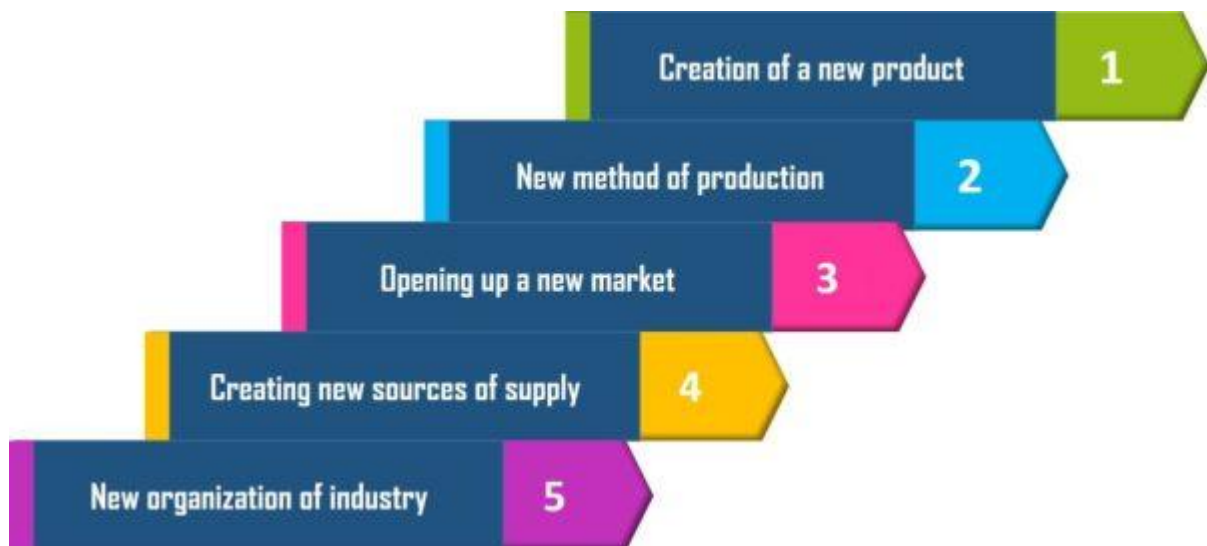 Creation of a new product 1
New method of production 2
Opening up a new market 3
Creating new sources of supply 4
New organization of industry 5